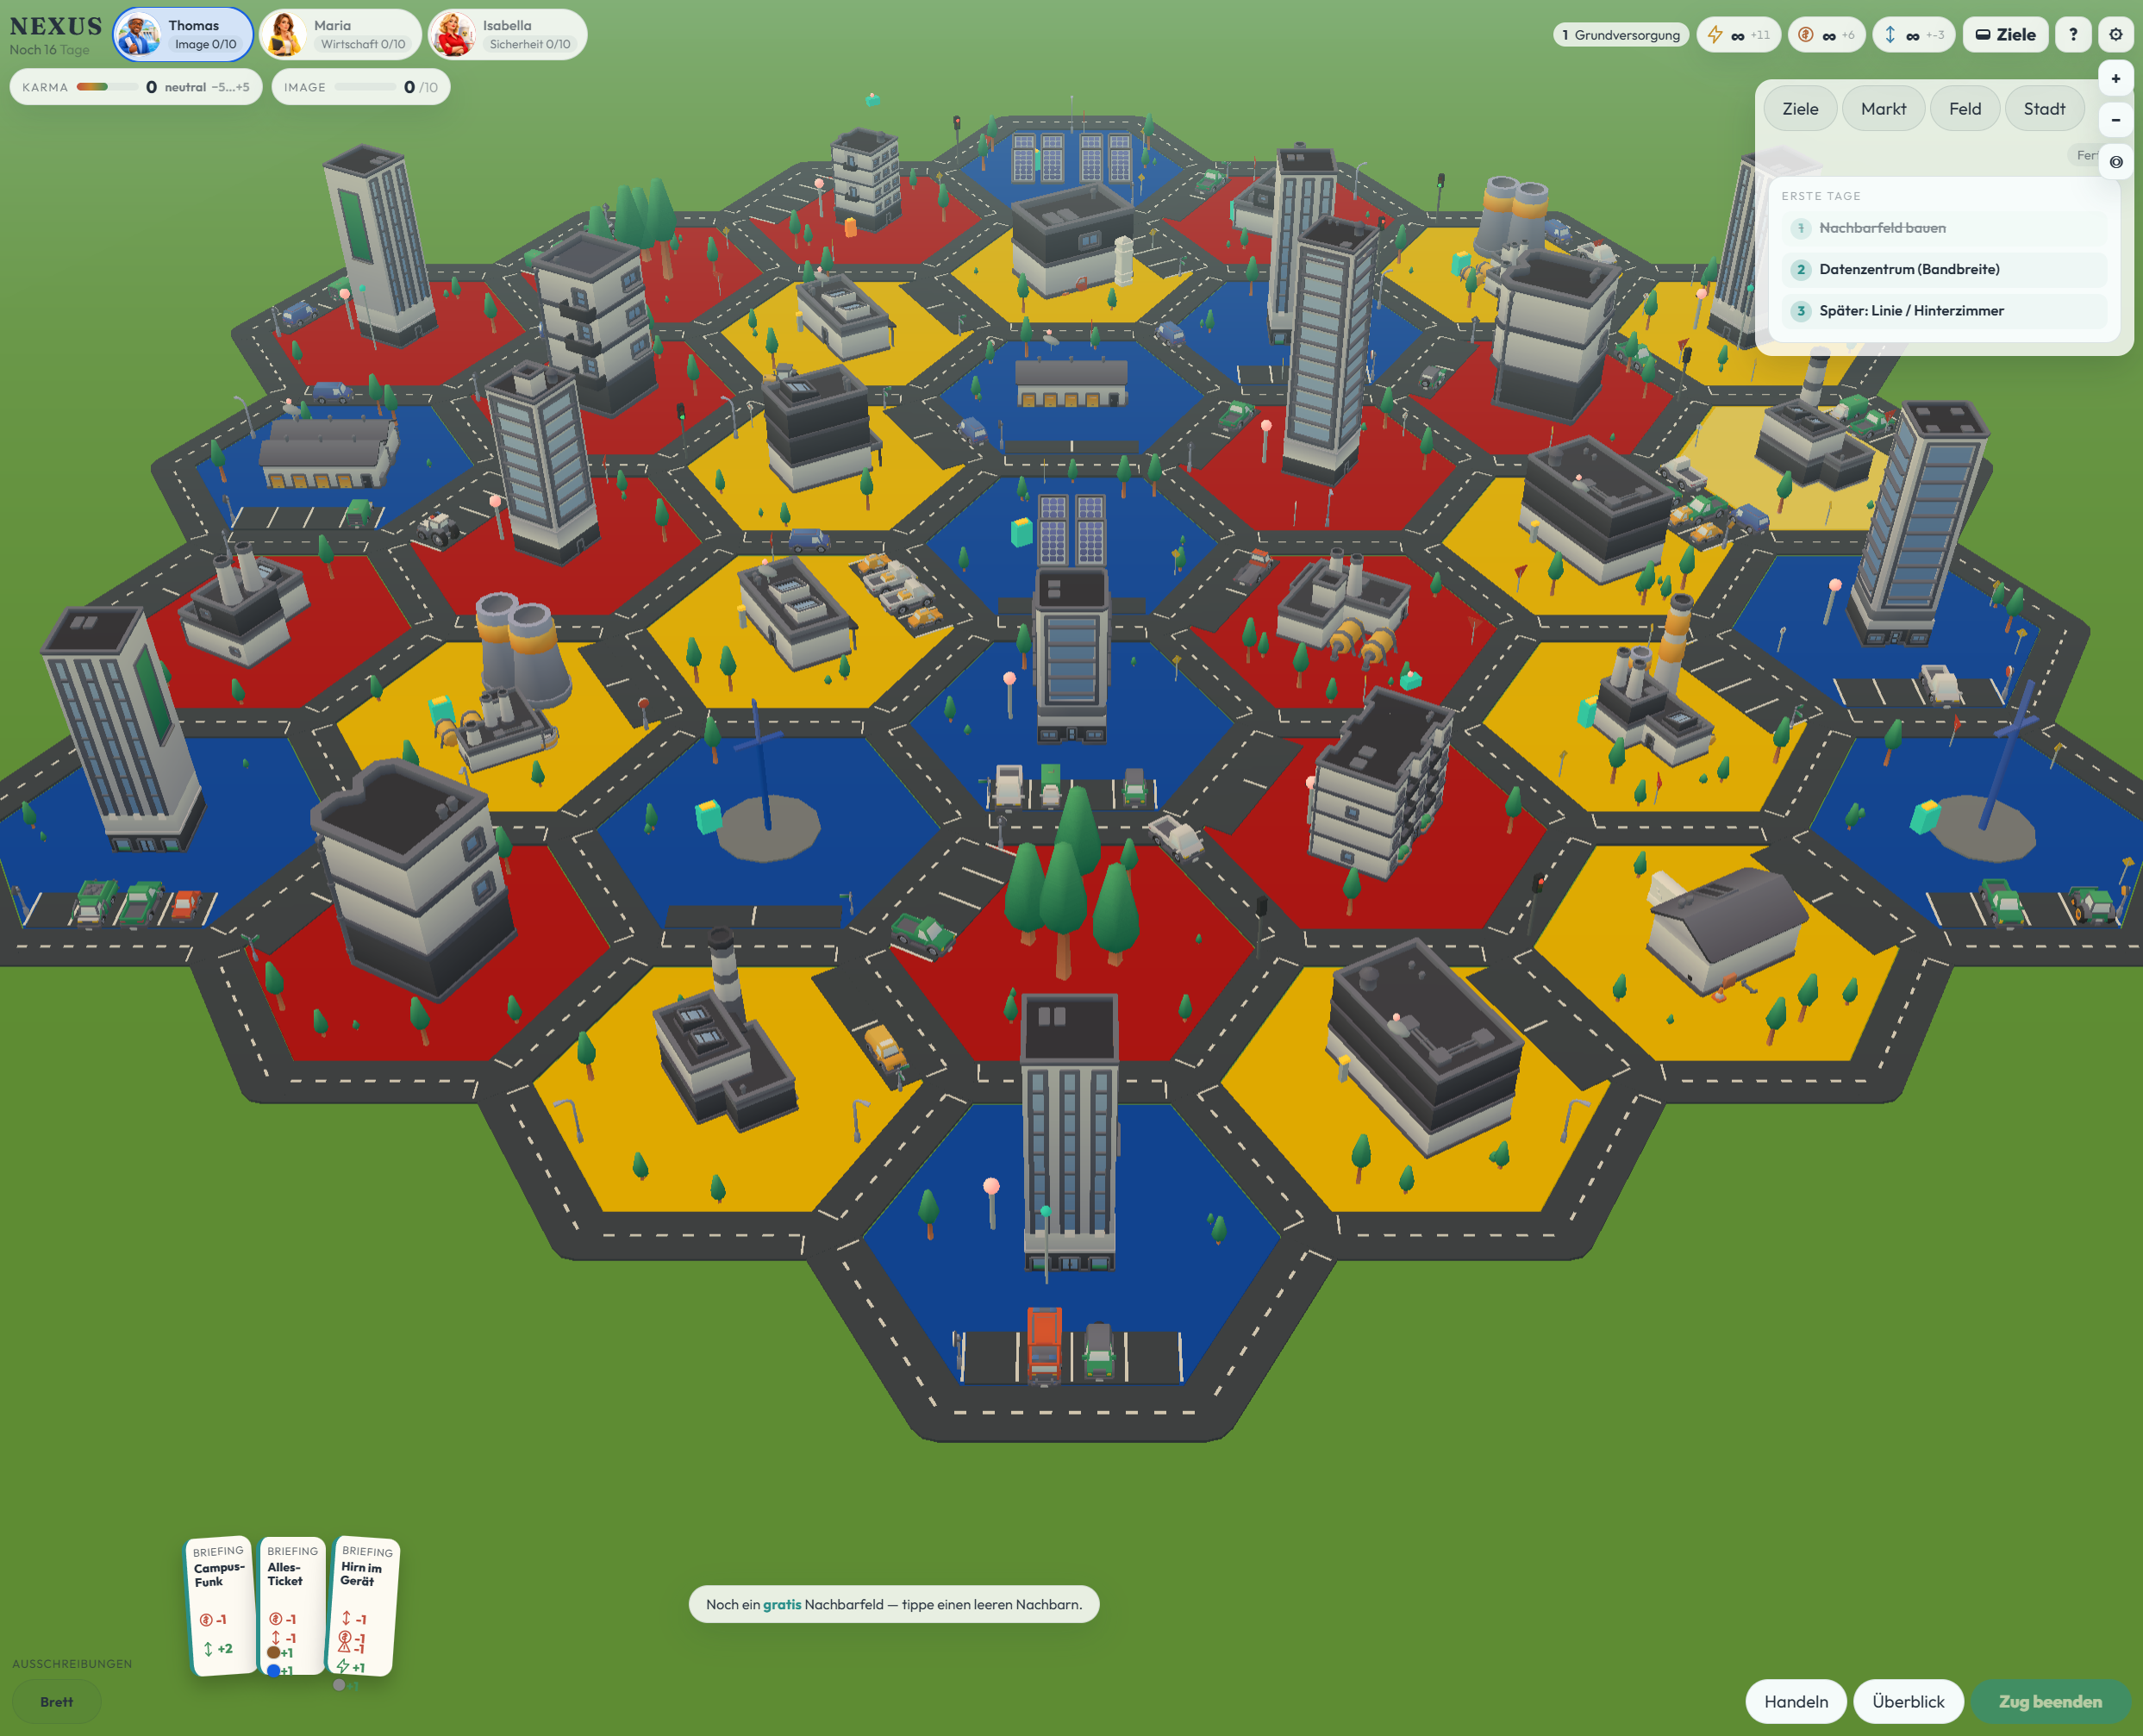 NEXUS
Noch 16 Tage
Thomas
Image 0/10
Maria
Wirtschaft 0/10
Isabella
Sicherheit 0/10
1 Grundversorgung
∞ +11
∞ +6
∞ +-3
Ziele
?
KARMA 0 neutral −5…+5
IMAGE 0 /10
+
−
Ziele
Markt
Feld
Stadt
ERSTE TAGE
1 Nachbarfeld bauen
2 Datenzentrum (Bandbreite)
3 Später: Linie / Hinterzimmer
BRIEFING
Campus-
Funk
-1
+2
BRIEFING
Alles-
Ticket
-1
-1
+1
+1
BRIEFING
Hirn im
Gerät
-1
-1
-1
+1
Noch ein gratis Nachbarfeld — tippe einen leeren Nachbarn.
AUSSCHREIBUNGEN
Brett
Handeln
Überblick
Zug beenden